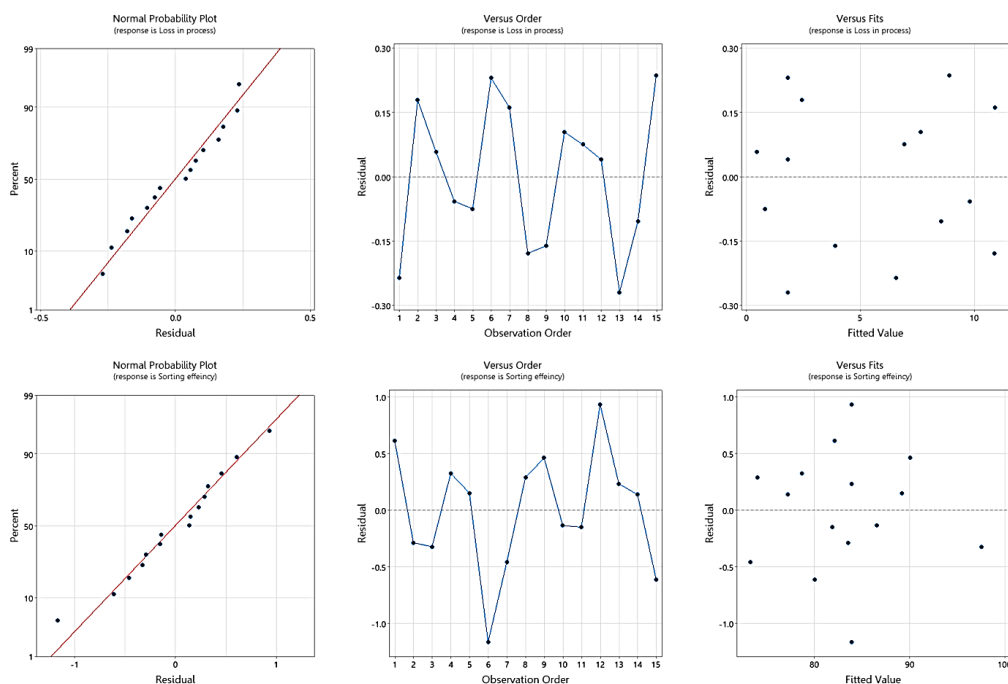 Normal Probability Plot
(response is Loss in process)
99
90
50
10
1
Percent
-0.5
0.0
0.5
Residual
Versus Order
(response is Loss in process)
0.30
0.15
0.00
-0.15
-0.30
Residual
1 2 3 4 5 6 7 8 9 10 11 12 13 14 15
Observation Order
Versus Fits
(response is Loss in process)
0.30
0.15
0.00
-0.15
-0.30
Residual
0 5 10
Fitted Value
Normal Probability Plot
(response is Sorting effeincy)
99
90
50
10
1
Percent
-1 0 1
Residual
Versus Order
(response is Sorting effeincy)
1.0
0.5
0.0
-0.5
-1.0
Residual
1 2 3 4 5 6 7 8 9 10 11 12 13 14 15
Observation Order
Versus Fits
(response is Sorting effeincy)
1.0
0.5
0.0
-0.5
-1.0
Residual
80 90 100
Fitted Value